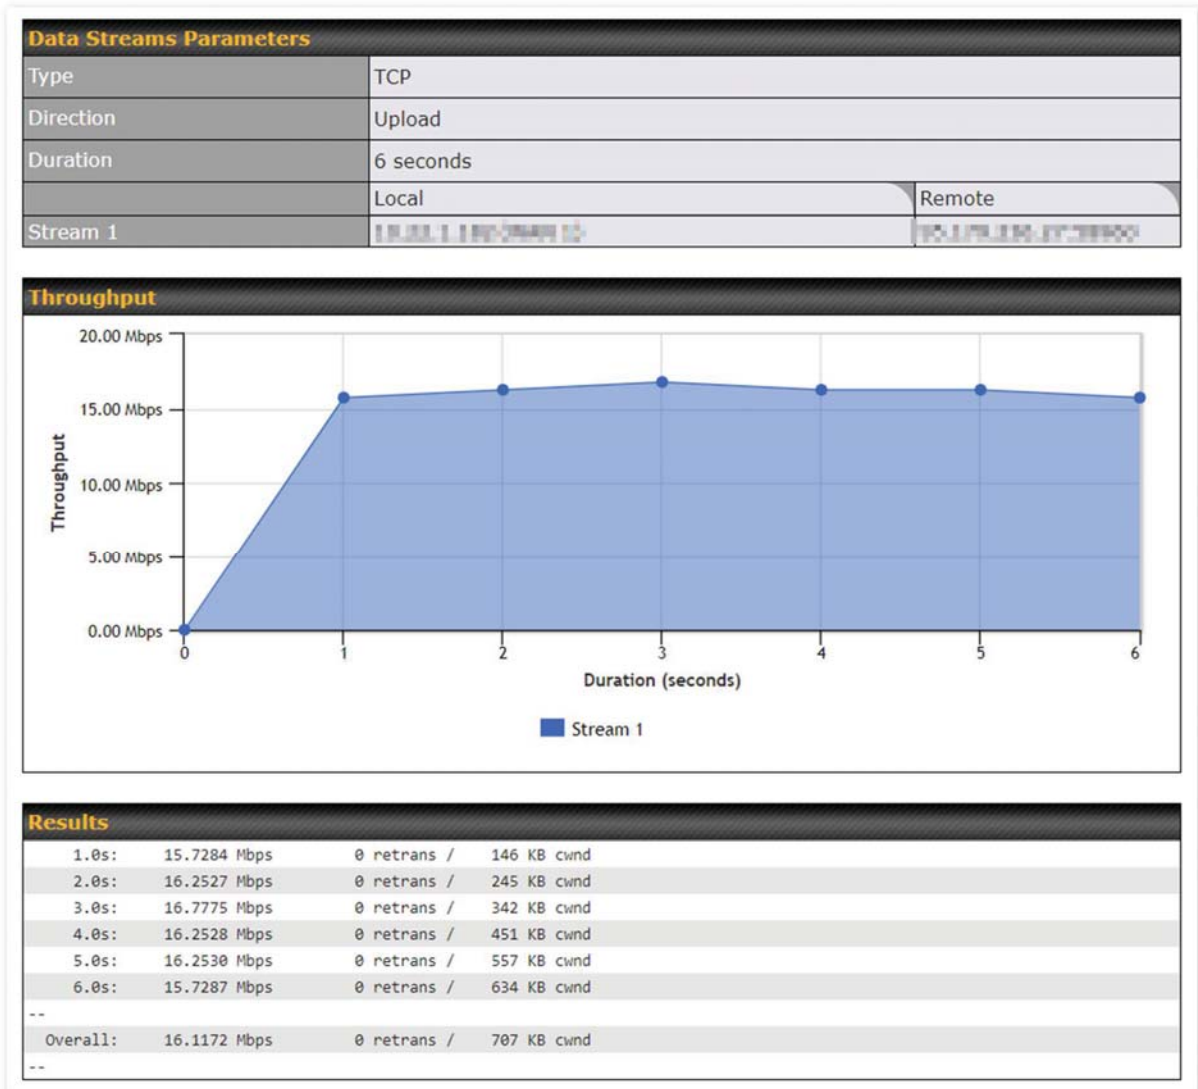 Data Streams Parameters
Type TCP
Direction Upload
Duration 6 seconds
Local Remote
Stream 1
Throughput
20.00 Mbps
15.00 Mbps
10.00 Mbps
5.00 Mbps
0.00 Mbps
Throughput
0 1 2 3 4 5 6
Duration (seconds)
Stream 1
Results
1.0s: 15.7284 Mbps 0 retrans / 146 KB cwnd
2.0s: 16.2527 Mbps 0 retrans / 245 KB cwnd
3.0s: 16.7775 Mbps 0 retrans / 342 KB cwnd
4.0s: 16.2528 Mbps 0 retrans / 451 KB cwnd
5.0s: 16.2530 Mbps 0 retrans / 557 KB cwnd
6.0s: 15.7287 Mbps 0 retrans / 634 KB cwnd
--
Overall: 16.1172 Mbps 0 retrans / 707 KB cwnd
--